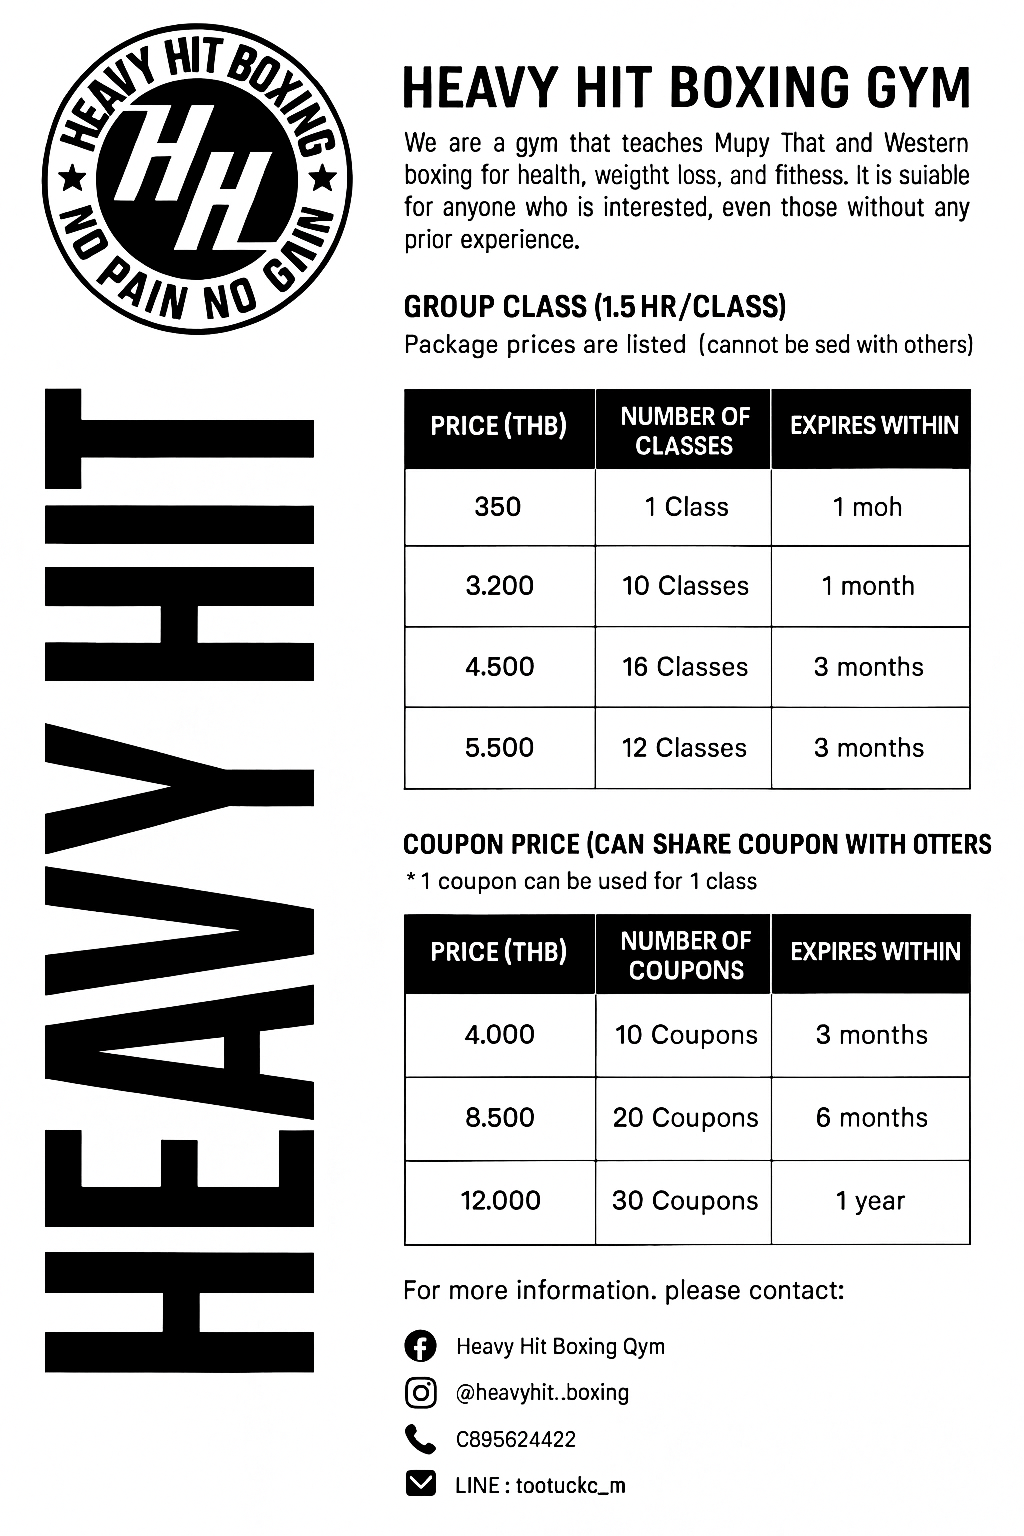 HEAVY HIT BOXING
HH
NO PAIN NO GAIN
HEAVY HIT
HEAVY HIT BOXING GYM
We are a gym that teaches Mupy That and Western
boxing for health, weigtht loss, and fithess. It is suiable
for anyone who is interested, even those without any
prior experience.
GROUP CLASS (1.5 HR/CLASS)
Package prices are listed (cannot be sed with others)
PRICE (THB) NUMBER OF CLASSES EXPIRES WITHIN
350 1 Class 1 moh
3.200 10 Classes 1 month
4.500 16 Classes 3 months
5.500 12 Classes 3 months
COUPON PRICE (CAN SHARE COUPON WITH OTTERS
* 1 coupon can be used for 1 class
PRICE (THB) NUMBER OF COUPONS EXPIRES WITHIN
4.000 10 Coupons 3 months
8.500 20 Coupons 6 months
12.000 30 Coupons 1 year
For more information. please contact:
Heavy Hit Boxing Qym
@heavyhit..boxing
C895624422
LINE : tootuckc_m